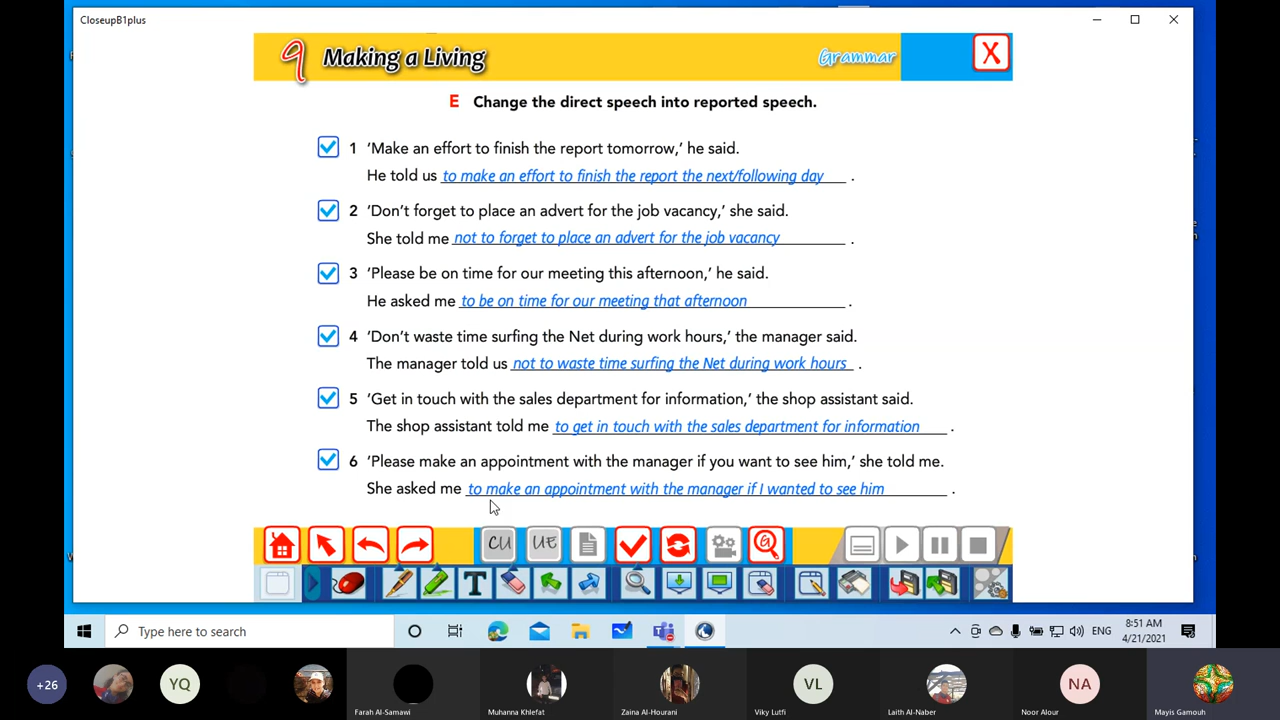 CloseupB1plus
9 Making a Living
Grammar
X
E Change the direct speech into reported speech.
1 ‘Make an effort to finish the report tomorrow,’ he said.
He told us to make an effort to finish the report the next/following day .
2 ‘Don’t forget to place an advert for the job vacancy,’ she said.
She told me not to forget to place an advert for the job vacancy .
3 ‘Please be on time for our meeting this afternoon,’ he said.
He asked me to be on time for our meeting that afternoon .
4 ‘Don’t waste time surfing the Net during work hours,’ the manager said.
The manager told us not to waste time surfing the Net during work hours .
5 ‘Get in touch with the sales department for information,’ the shop assistant said.
The shop assistant told me to get in touch with the sales department for information .
6 ‘Please make an appointment with the manager if you want to see him,’ she told me.
She asked me to make an appointment with the manager if I wanted to see him .
CU UE
G
T
Type here to search
ENG
8:51 AM
4/21/2021
+26
YQ
VL
NA
Farah Al-Samawi
Muhanna Khlefat
Zaina Al-Hourani
Viky Lutfi
Laith Al-Naber
Noor Alour
Mayis Gamouh